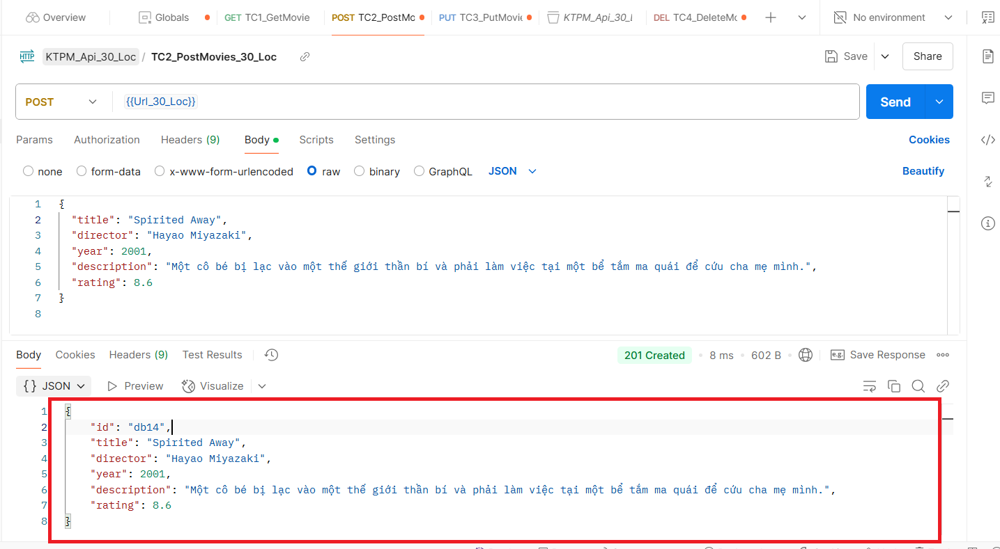 Overview Globals GET TC1_GetMovie POST TC2_PostMo PUT TC3_PutMovie KTPM_Api_30_l DEL TC4_DeleteMo No environment
HTTP KTPM_Api_30_Loc / TC2_PostMovies_30_Loc Save Share
POST {{Url_30_Loc}} Send
Params Authorization Headers (9) Body Scripts Settings Cookies
none form-data x-www-form-urlencoded raw binary GraphQL JSON Beautify
1 {
2 "title": "Spirited Away",
3 "director": "Hayao Miyazaki",
4 "year": 2001,
5 "description": "Một cô bé bị lạc vào một thế giới thần bí và phải làm việc tại một bể tắm ma quái để cứu cha mẹ mình.",
6 "rating": 8.6
7 }
8
Body Cookies Headers (9) Test Results 201 Created • 8 ms • 602 B • e.g. Save Response
{} JSON Preview Visualize
1 {
2 "id": "db14",
3 "title": "Spirited Away",
4 "director": "Hayao Miyazaki",
5 "year": 2001,
6 "description": "Một cô bé bị lạc vào một thế giới thần bí và phải làm việc tại một bể tắm ma quái để cứu cha mẹ mình.",
7 "rating": 8.6
8 }